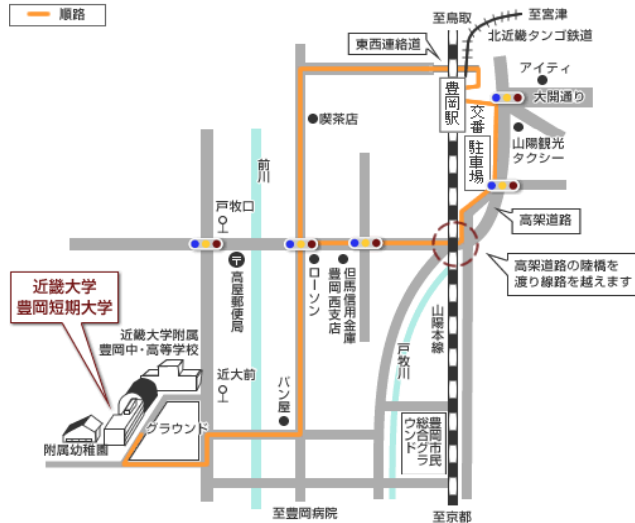 順路
至鳥取
至宮津
北近畿タンゴ鉄道
東西連絡道
アイティ
大開通り
豊岡駅
交番
駐車場
山陽観光
タクシー
喫茶店
前川
戸牧口
高架道路
高架道路の陸橋を
渡り線路を越えます
近畿大学
豊岡短期大学
高屋郵便局
ローソン
但馬信用金庫
豊岡西支店
山陽本線
戸牧川
近畿大学附属
豊岡中・高等学校
近大前
パン屋
グラウンド
附属幼稚園
豊岡市民
総合グラ
ウンド
至豊岡病院
至京都